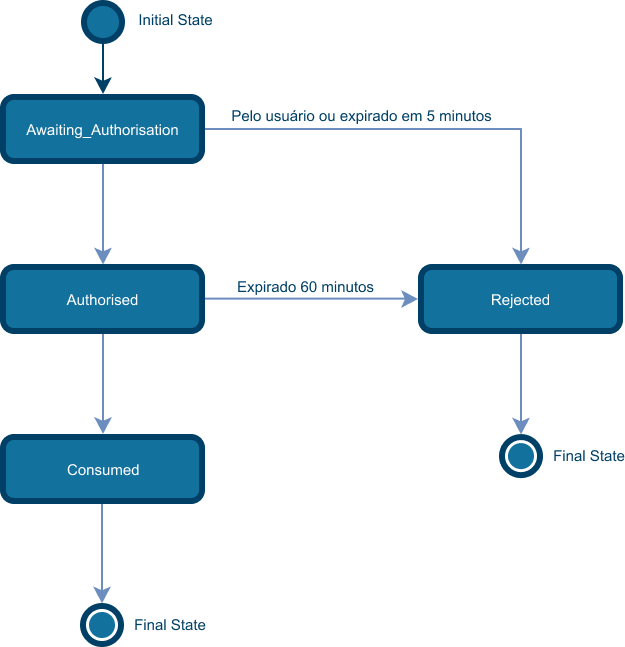 Initial State
Pelo usuário ou expirado em 5 minutos
Awaiting_Authorisation
Expirado 60 minutos
Authorised
Rejected
Consumed
Final State
Final State